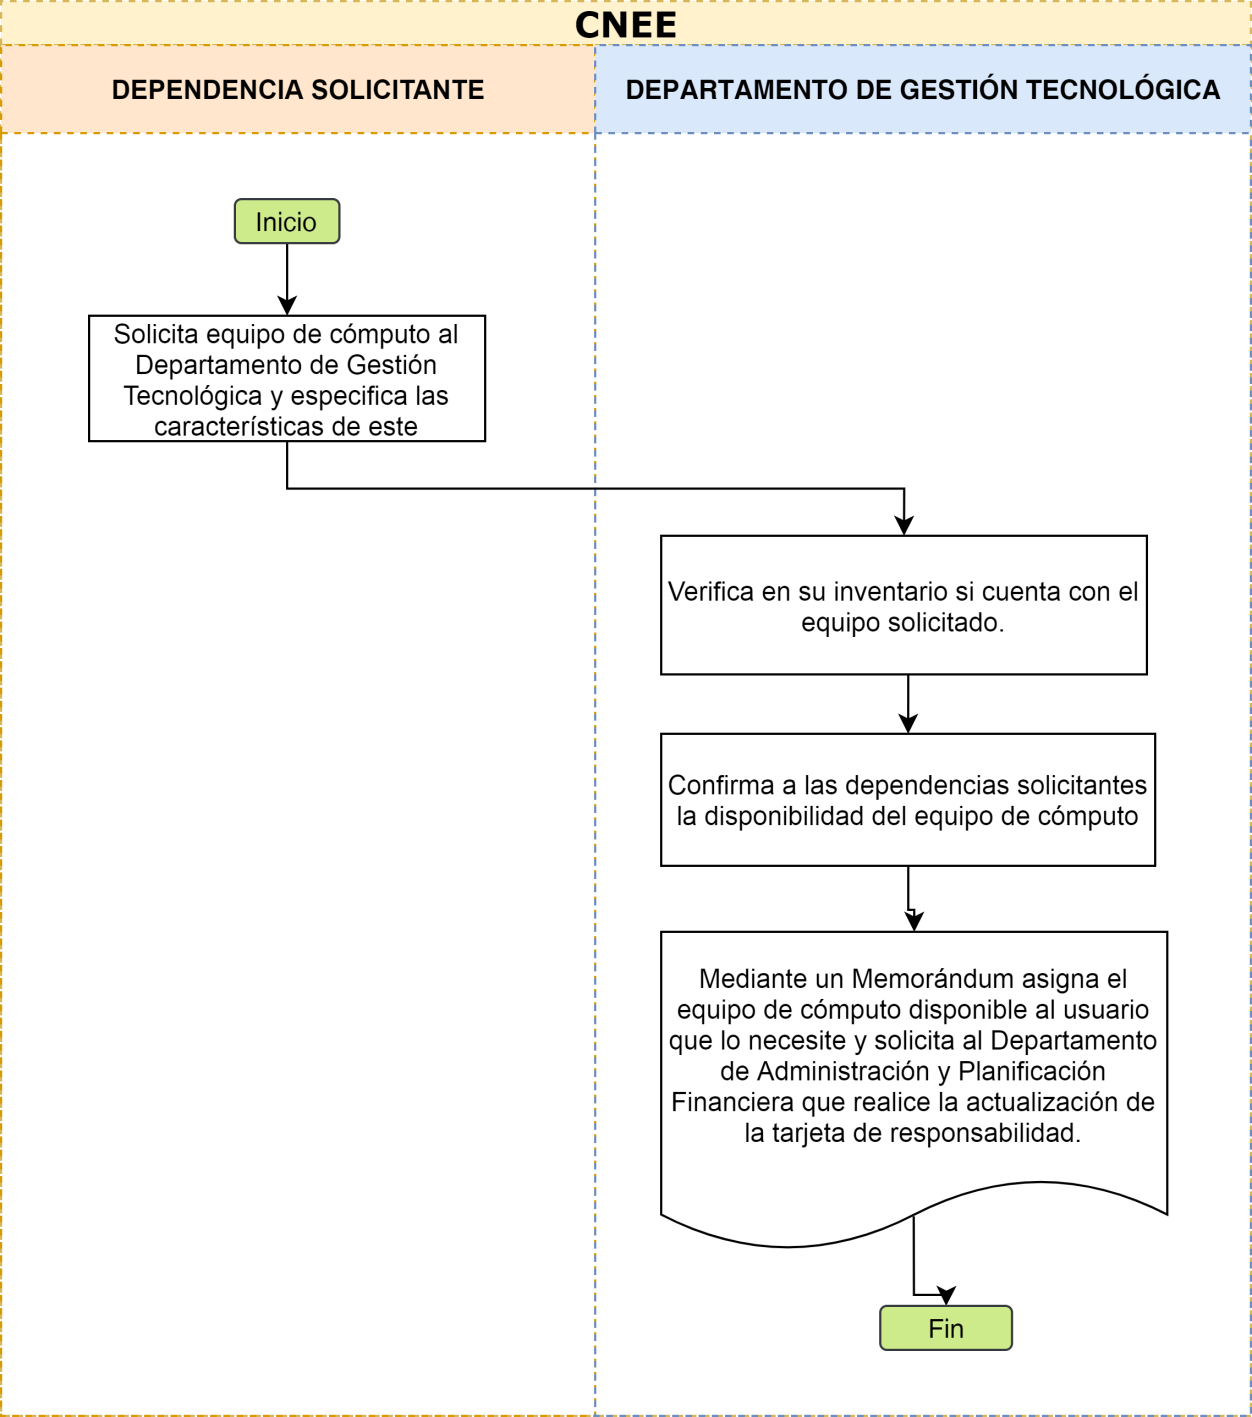 CNEE
DEPENDENCIA SOLICITANTE
DEPARTAMENTO DE GESTIÓN TECNOLÓGICA
Inicio
Solicita equipo de cómputo al
Departamento de Gestión
Tecnológica y especifica las
características de este
Verifica en su inventario si cuenta con el
equipo solicitado.
Confirma a las dependencias solicitantes
la disponibilidad del equipo de cómputo
Mediante un Memorándum asigna el
equipo de cómputo disponible al usuario
que lo necesite y solicita al Departamento
de Administración y Planificación
Financiera que realice la actualización de
la tarjeta de responsabilidad.
Fin